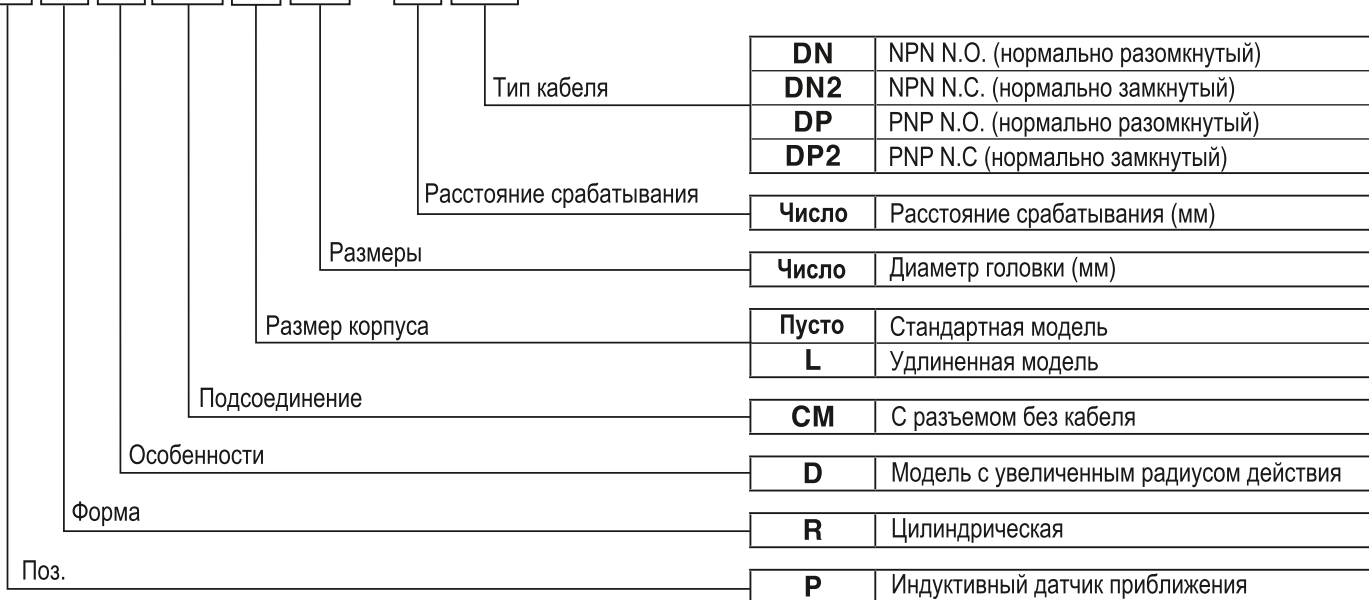 DN NPN N.O. (нормально разомкнутый)
Тип кабеля DN2 NPN N.C. (нормально замкнутый)
DP PNP N.O. (нормально разомкнутый)
DP2 PNP N.C (нормально замкнутый)
Расстояние срабатывания
Число Расстояние срабатывания (мм)
Размеры
Число Диаметр головки (мм)
Размер корпуса Пусто Стандартная модель
L Удлиненная модель
Подсоединение
CM С разъемом без кабеля
Особенности
D Модель с увеличенным радиусом действия
Форма
R Цилиндрическая
Поз.
P Индуктивный датчик приближения